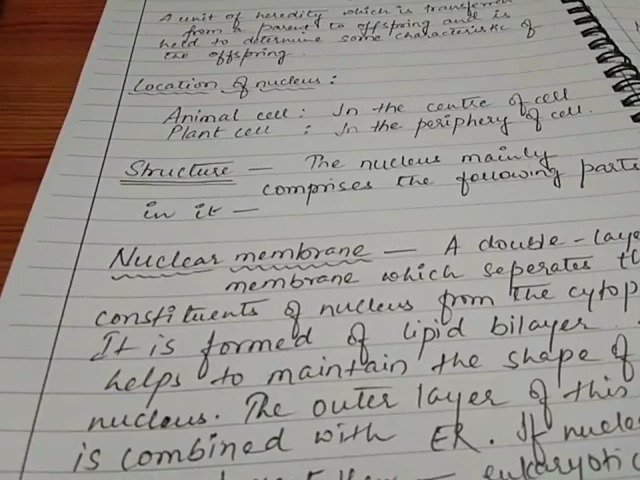 A unit of heredity which is transferred
from a parent to offspring and is
held to determine some characteristic of
the offspring.
Location of nucleus :
Animal cell : In the centre of cell
Plant cell : In the periphery of cell.
Structure — The nucleus mainly
comprises the following parts
in it —
Nuclear membrane — A double-laye
membrane which seperates t
constituents of nucleus from the cytop
It is formed of lipid bilayer.
helps to maintain the shape of
nucleus. The outer layer of this
is combined with ER. If nucle
eukaryotic